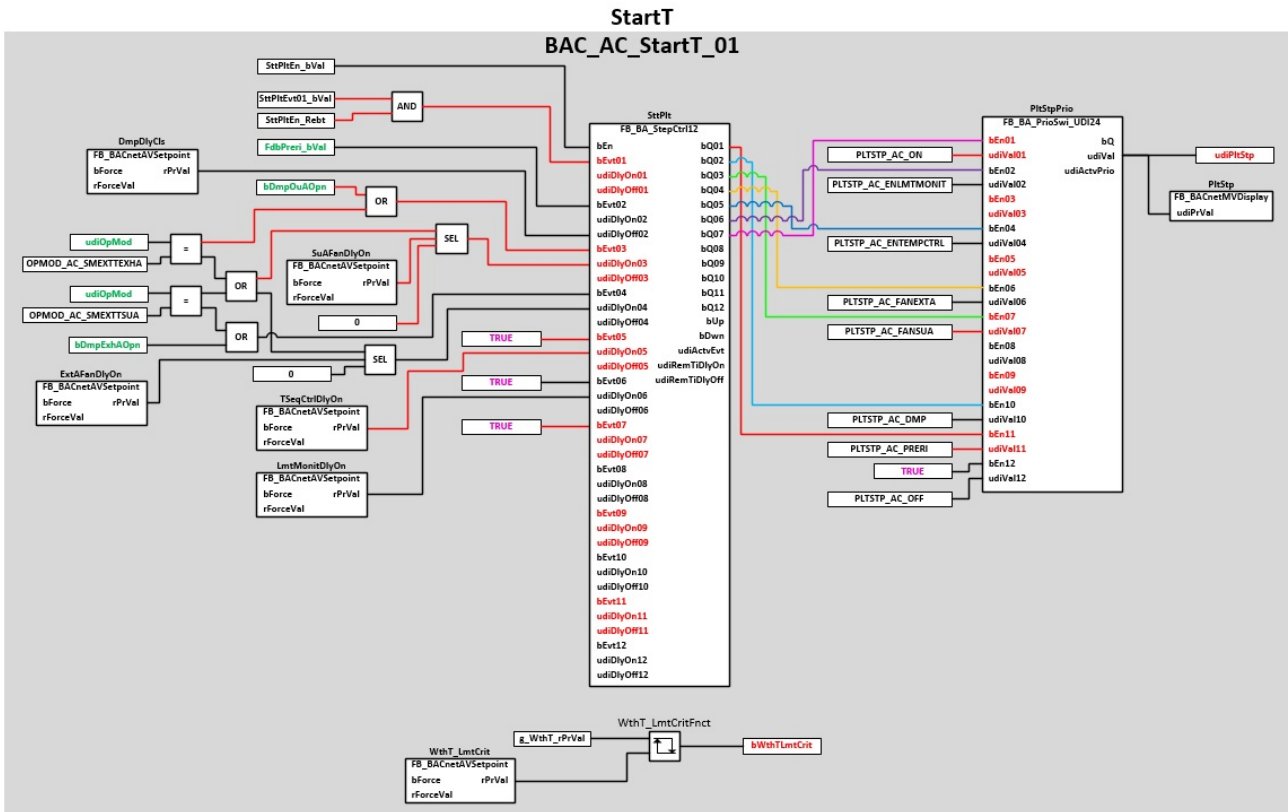 StartT
BAC_AC_StartT_01
SttPltEn_bVal
SttPltEvt01_bVal
SttPltEn_Rebt
AND
FdbPreri_bVal
DmpDlyCls
FB_BACnetAVSetpoint
bForce rPrVal
rForceVal
bDmpOuAOpn
OR
udiOpMod
=
OPMOD_AC_SMEXTTEXHA
SEL
SuAFanDlyOn
FB_BACnetAVSetpoint
bForce rPrVal
rForceVal
OR
udiOpMod
=
OPMOD_AC_SMEXTTSUA
0
OR
bDmpExhAOpn
SEL
0
ExtAFanDlyOn
FB_BACnetAVSetpoint
bForce rPrVal
rForceVal
TSeqCtrlDlyOn
FB_BACnetAVSetpoint
bForce rPrVal
rForceVal
LmtMonitDlyOn
FB_BACnetAVSetpoint
bForce rPrVal
rForceVal
TRUE
TRUE
TRUE
SttPlt
FB_BA_StepCtrl12
bEn bQ01
bEvt01 bQ02
udiDlyOn01 bQ03
udiDlyOff01 bQ04
bEvt02 bQ05
udiDlyOn02 bQ06
udiDlyOff02 bQ07
bEvt03 bQ08
udiDlyOn03 bQ09
udiDlyOff03 bQ10
bEvt04 bQ11
udiDlyOn04 bQ12
udiDlyOff04 bUp
bEvt05 bDwn
udiDlyOn05 udiActvEvt
udiDlyOff05 udiRemTiDlyOn
bEvt06 udiRemTiDlyOff
udiDlyOn06
udiDlyOff06
bEvt07
udiDlyOn07
udiDlyOff07
bEvt08
udiDlyOn08
udiDlyOff08
bEvt09
udiDlyOn09
udiDlyOff09
bEvt10
udiDlyOn10
udiDlyOff10
bEvt11
udiDlyOn11
udiDlyOff11
bEvt12
udiDlyOn12
udiDlyOff12
PLTSTP_AC_ON
PLTSTP_AC_ENLMTMONIT
PLTSTP_AC_ENTEMPCTRL
PLTSTP_AC_FANEXTA
PLTSTP_AC_FANSUA
PLTSTP_AC_DMP
PLTSTP_AC_PRERI
TRUE
PLTSTP_AC_OFF
PltStpPrio
FB_BA_PrioSwi_UDI24
bEn01 bQ
udiVal01 udiVal
bEn02 udiActvPrio
udiVal02
bEn03
udiVal03
bEn04
udiVal04
bEn05
udiVal05
bEn06
udiVal06
bEn07
udiVal07
bEn08
udiVal08
bEn09
udiVal09
bEn10
udiVal10
bEn11
udiVal11
bEn12
udiVal12
udiPltStp
PltStp
FB_BACnetMVDisplay
udiPrVal
WthT_LmtCritFnct
g_WthT_rPrVal
bWthTLmtCrit
WthT_LmtCrit
FB_BACnetAVSetpoint
bForce rPrVal
rForceVal